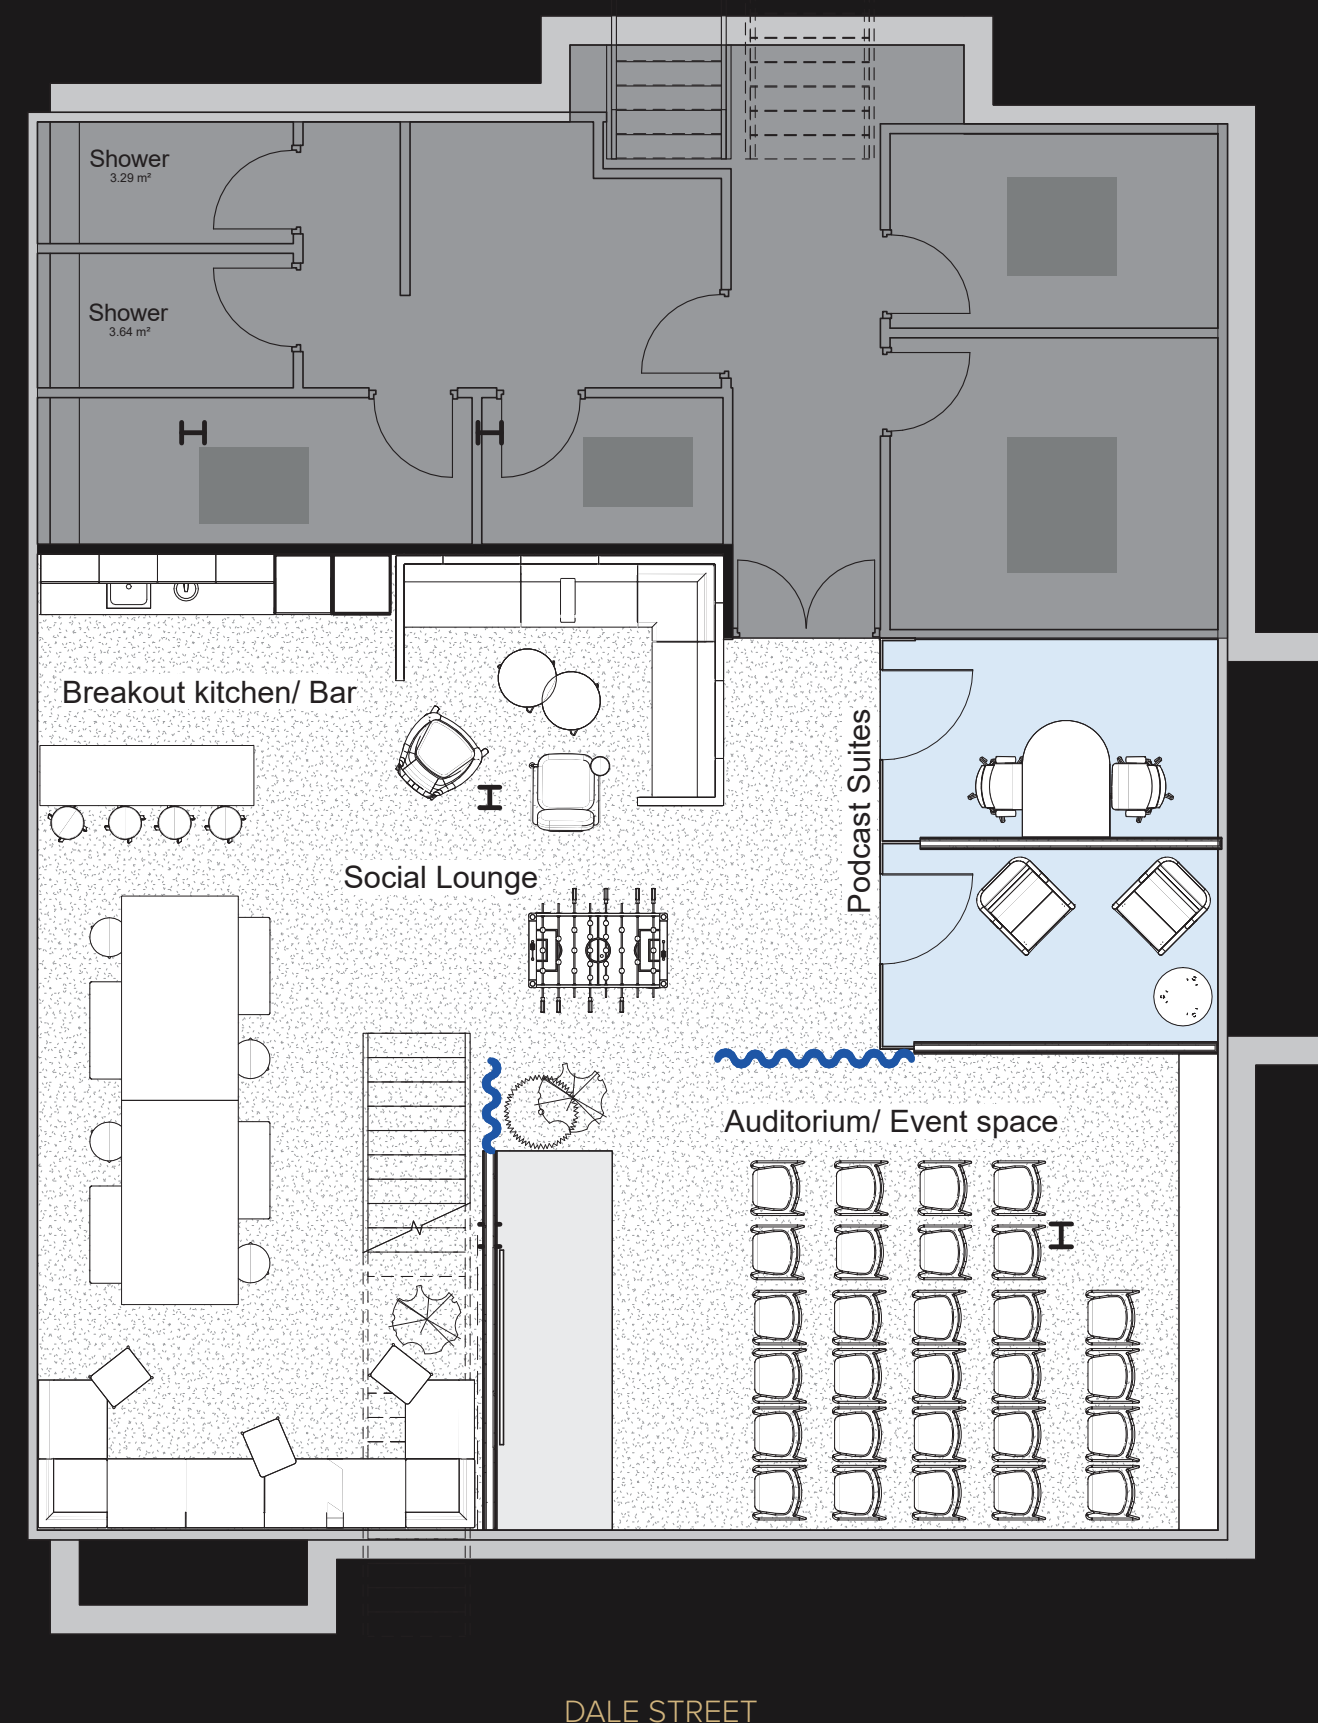 Shower
3.29 m²
Shower
3.64 m²
Breakout kitchen/ Bar
Podcast Suites
Social Lounge
Auditorium/ Event space
DALE STREET